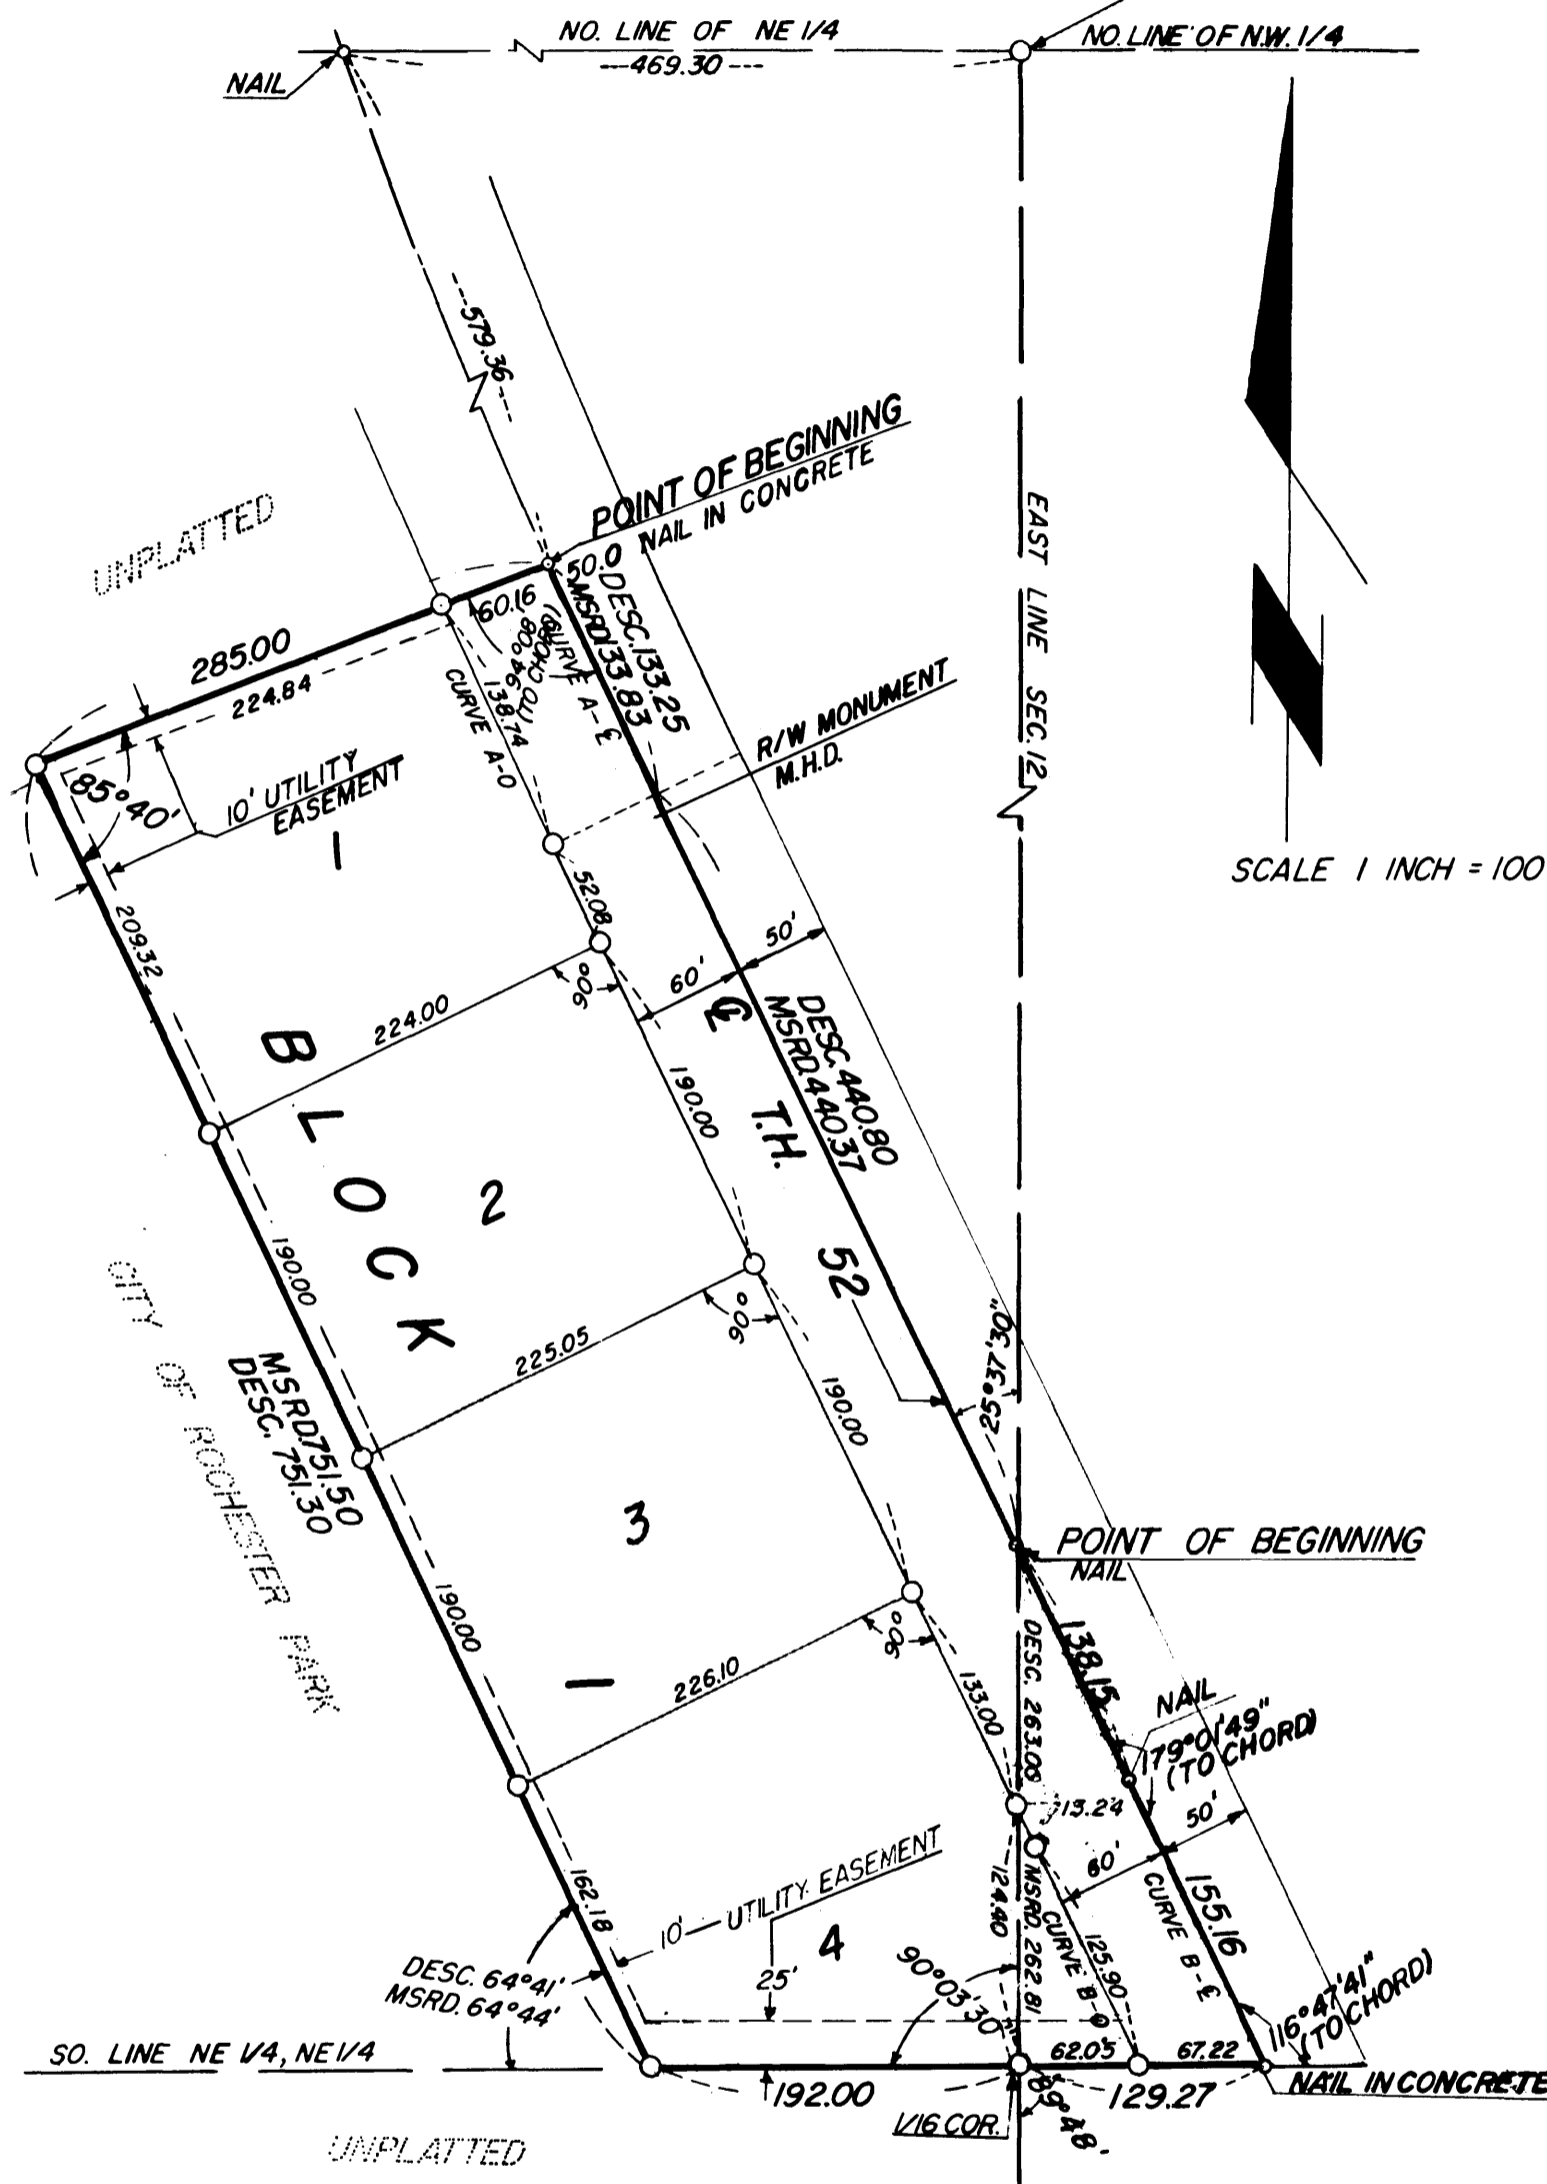 NO. LINE OF NE 1/4
NO. LINE OF N.W. 1/4
---469.30---
NAIL
---579.36---
POINT OF BEGINNING
NAIL IN CONCRETE
UNPLATTED
50.0
DESC. 133.25
MSRD. 133.83
60.16
94°08'
(TO CHORD)
CURVE A-℄
285.00
224.84
138.74
CURVE A-0
EAST LINE SEC. 12
R/W MONUMENT
M.H.D.
85°40'
10' UTILITY
EASEMENT
1
SCALE 1 INCH = 100
52.08
209.32
50'
60'
90°
224.00
℄ T.H. 52
DESC. 440.80
MSRD. 440.37
BLOCK
190.00
2
190.00
90°
225.05
25°37'30"
CITY OF ROCHESTER PARK
MSRD. 751.50
DESC. 751.30
190.00
3
POINT OF BEGINNING
NAIL
190.00
90°
226.10
1
133.00
DESC. 263.00
138.15
NAIL
179°01'49"
(TO CHORD)
13.24
50'
60'
124.40
MSRD. 262.81
CURVE B-0
125.90
CURVE B-℄
155.16
162.18
10' UTILITY EASEMENT
4
25'
90°03'30"
DESC. 64°41'
MSRD. 64°44'
116°47'41"
(TO CHORD)
SO. LINE NE 1/4, NE 1/4
62.05
67.22
192.00
129.27
NAIL IN CONCRETE
1/16 COR.
89°48'
UNPLATTED